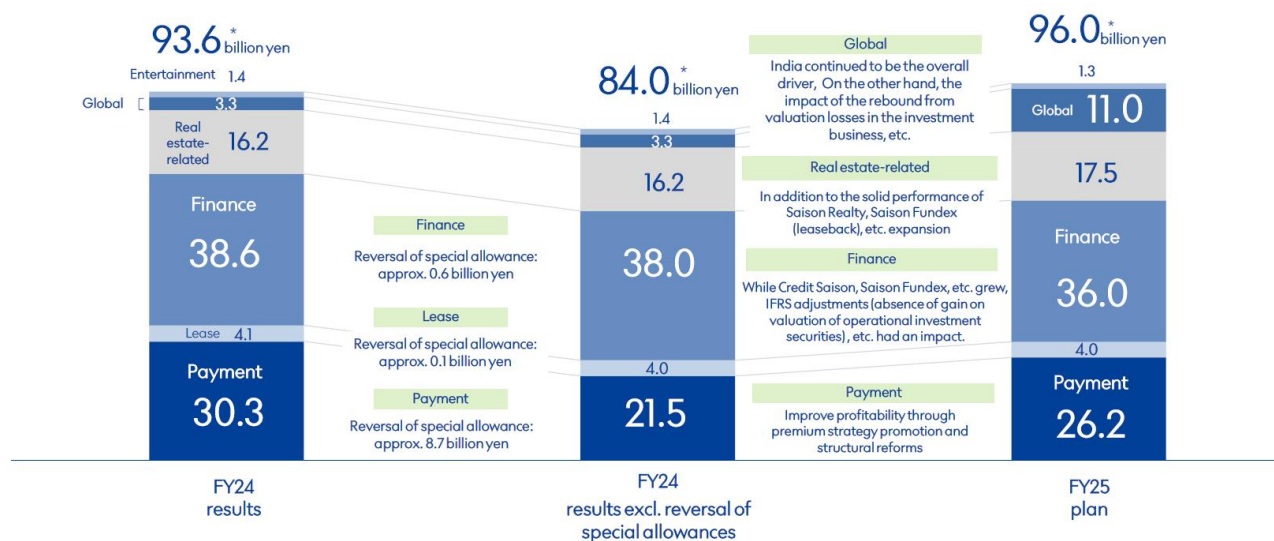 93.6 * billion yen
Entertainment 1.4
Global 3.3
Real estate-related 16.2
Finance
38.6
Lease 4.1
Payment
30.3
FY24
results
Finance
Reversal of special allowance:
approx. 0.6 billion yen
Lease
Reversal of special allowance:
approx. 0.1 billion yen
Payment
Reversal of special allowance:
approx. 8.7 billion yen
84.0 * billion yen
1.4
3.3
16.2
38.0
4.0
21.5
FY24
results excl. reversal of
special allowances
Global
India continued to be the overall
driver, On the other hand, the
impact of the rebound from
valuation losses in the investment
business, etc.
Real estate-related
In addition to the solid performance of
Saison Realty, Saison Fundex
(leaseback), etc. expansion
Finance
While Credit Saison, Saison Fundex, etc. grew,
IFRS adjustments (absence of gain on
valuation of operational investment
securities), etc. had an impact.
Payment
Improve profitability through
premium strategy promotion and
structural reforms
96.0 * billion yen
1.3
Global 11.0
17.5
Finance
36.0
4.0
Payment
26.2
FY25
plan